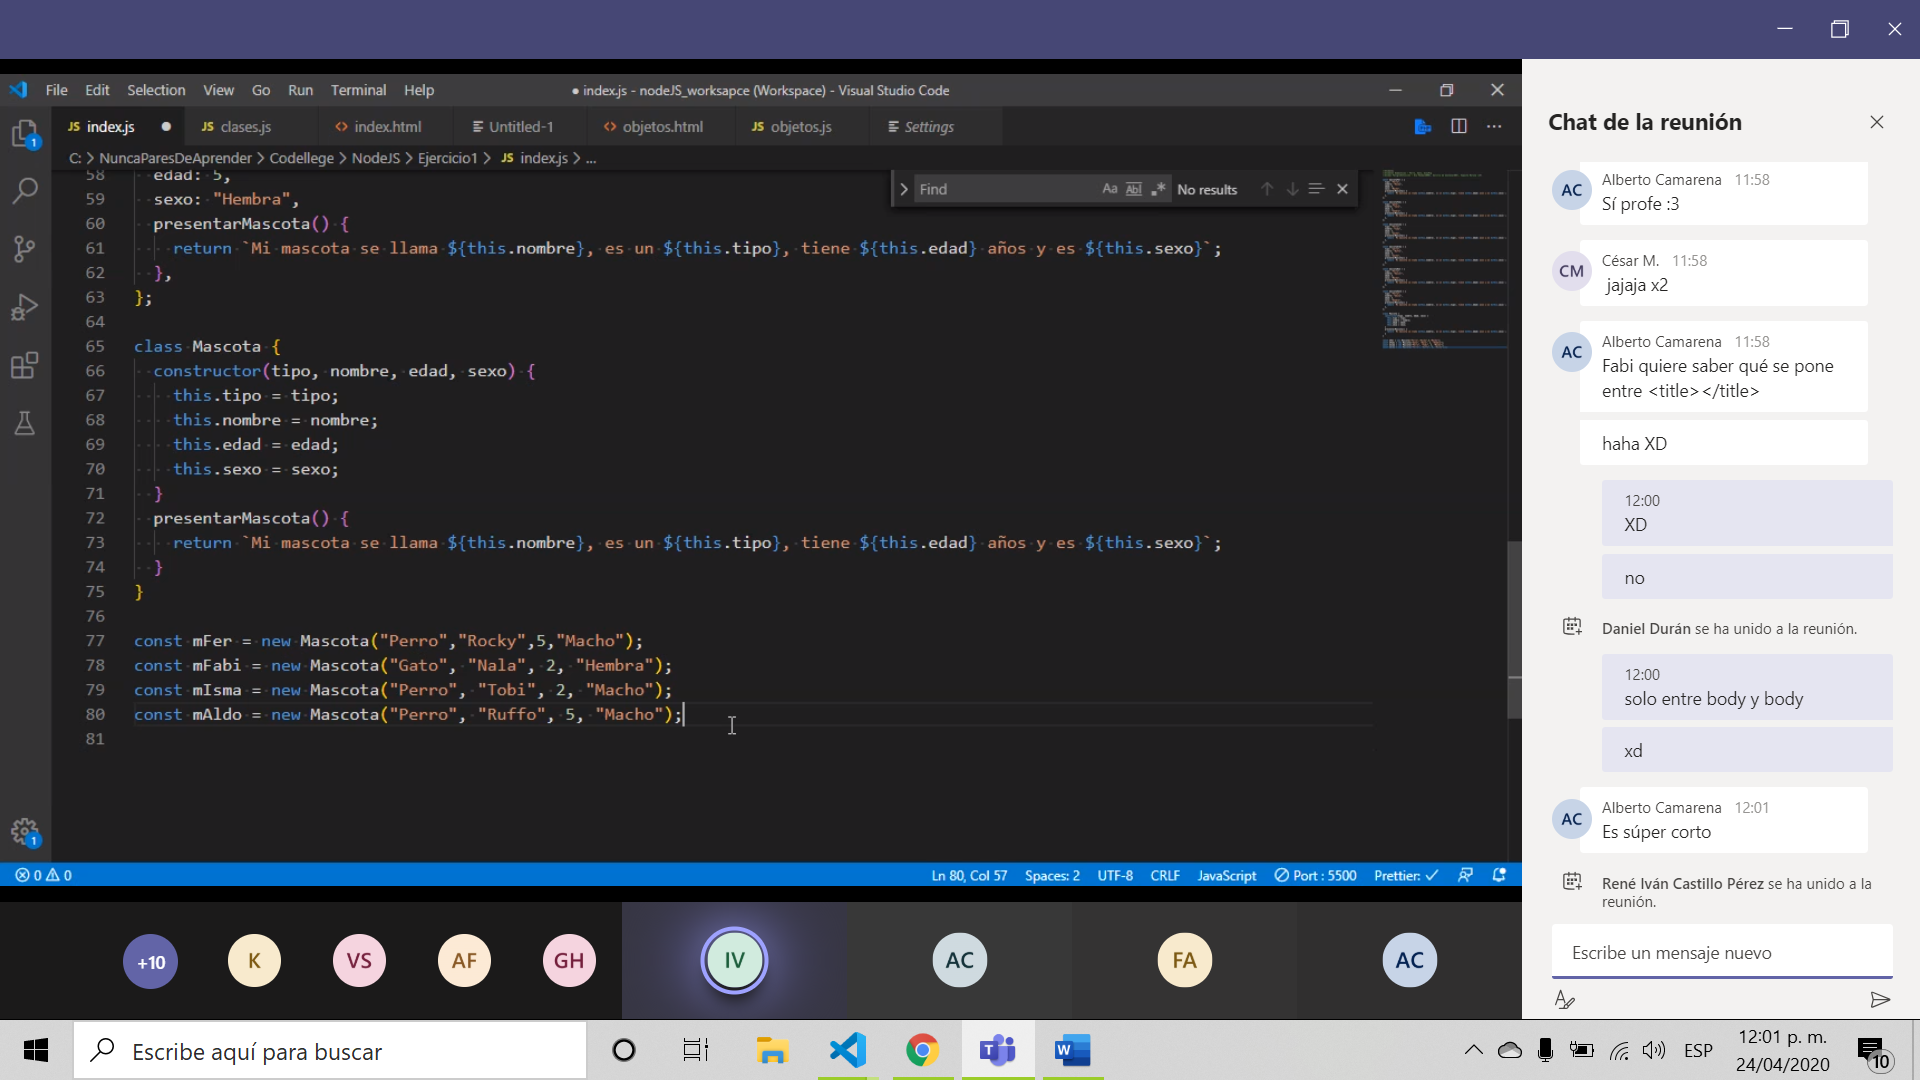 File Edit Selection View Go Run Terminal Help
● index.js - nodeJS_worksapce (Workspace) - Visual Studio Code
JS index.js ● JS clases.js <> index.html Untitled-1 <> objetos.html JS objetos.js Settings
C: > NuncaParesDeAprender > Codellege > NodeJS > Ejercicio1 > JS index.js > ...
Find Aa Abl .* No results
58 edad: 5,
59 sexo: "Hembra",
60 presentarMascota() {
61 return `Mi mascota se llama ${this.nombre}, es un ${this.tipo}, tiene ${this.edad} años y es ${this.sexo}`;
62 },
63 };
64
65 class Mascota {
66 constructor(tipo, nombre, edad, sexo) {
67 this.tipo = tipo;
68 this.nombre = nombre;
69 this.edad = edad;
70 this.sexo = sexo;
71 }
72 presentarMascota() {
73 return `Mi mascota se llama ${this.nombre}, es un ${this.tipo}, tiene ${this.edad} años y es ${this.sexo}`;
74 }
75 }
76
77 const mFer = new Mascota("Perro","Rocky",5,"Macho");
78 const mFabi = new Mascota("Gato", "Nala", 2, "Hembra");
79 const mIsma = new Mascota("Perro", "Tobi", 2, "Macho");
80 const mAldo = new Mascota("Perro", "Ruffo", 5, "Macho");
81
1
1
0 0 Ln 80, Col 57 Spaces: 2 UTF-8 CRLF JavaScript Port : 5500 Prettier: ✓
+10 K VS AF GH IV AC FA AC
Chat de la reunión
AC Alberto Camarena 11:58
Sí profe :3
CM César M. 11:58
jajaja x2
AC Alberto Camarena 11:58
Fabi quiere saber qué se pone
entre <title></title>
haha XD
12:00
XD
no
Daniel Durán se ha unido a la reunión.
12:00
solo entre body y body
xd
AC Alberto Camarena 12:01
Es súper corto
René Iván Castillo Pérez se ha unido a la
reunión.
Escribe un mensaje nuevo
Escribe aquí para buscar
ESP
12:01 p. m.
24/04/2020
10